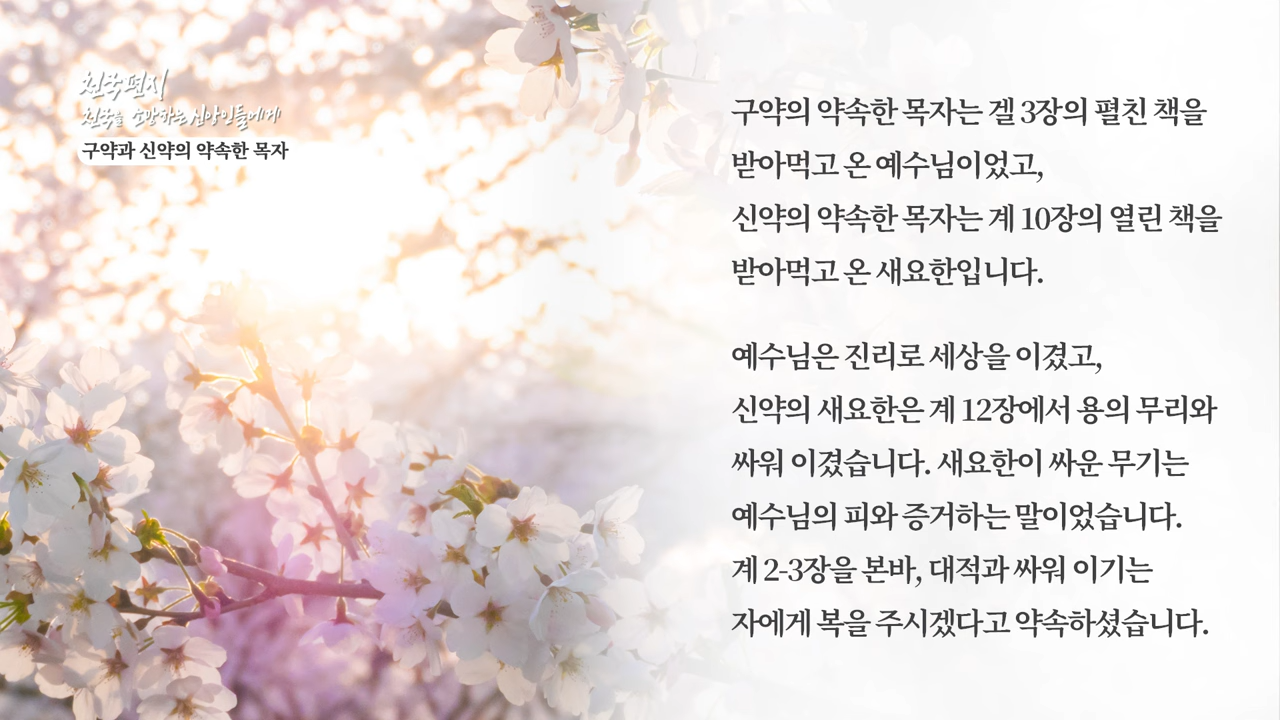 천국편지
천국을 소망하는 신앙인들에게
구약과 신약의 약속한 목자
구약의 약속한 목자는 겔 3장의 펼친 책을
받아먹고 온 예수님이었고,
신약의 약속한 목자는 계 10장의 열린 책을
받아먹고 온 새요한입니다.
예수님은 진리로 세상을 이겼고,
신약의 새요한은 계 12장에서 용의 무리와
싸워 이겼습니다. 새요한이 싸운 무기는
예수님의 피와 증거하는 말이었습니다.
계 2-3장을 본바, 대적과 싸워 이기는
자에게 복을 주시겠다고 약속하셨습니다.